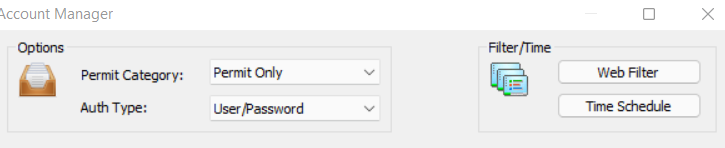 Account Manager
Options
Permit Category: Permit Only
Auth Type: User/Password
Filter/Time
Web Filter
Time Schedule